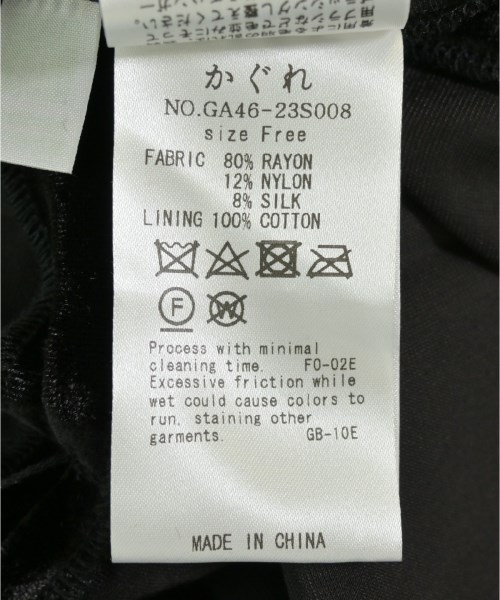 かぐれ
NO.GA46-23S008
size Free
FABRIC 80% RAYON
12% NYLON
8% SILK
LINING 100% COTTON
F W
Process with minimal
cleaning time. FO-02E
Excessive friction while
wet could cause colors to
run, staining other
garments. GB-10E
MADE IN CHINA